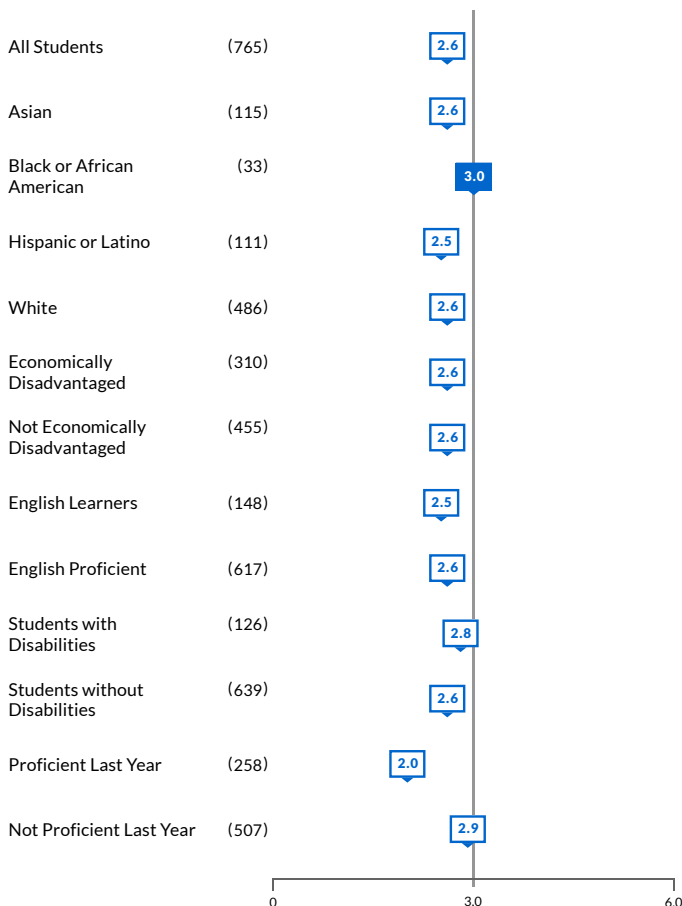 All Students (765) 2.6
Asian (115) 2.6
Black or African (33)
American
3.0
Hispanic or Latino (111) 2.5
White (486) 2.6
Economically (310)
Disadvantaged
2.6
Not Economically (455)
Disadvantaged
2.6
English Learners (148) 2.5
English Proficient (617) 2.6
Students with (126)
Disabilities
2.8
Students without (639)
Disabilities
2.6
Proficient Last Year (258) 2.0
Not Proficient Last Year (507) 2.9
0 3.0 6.0